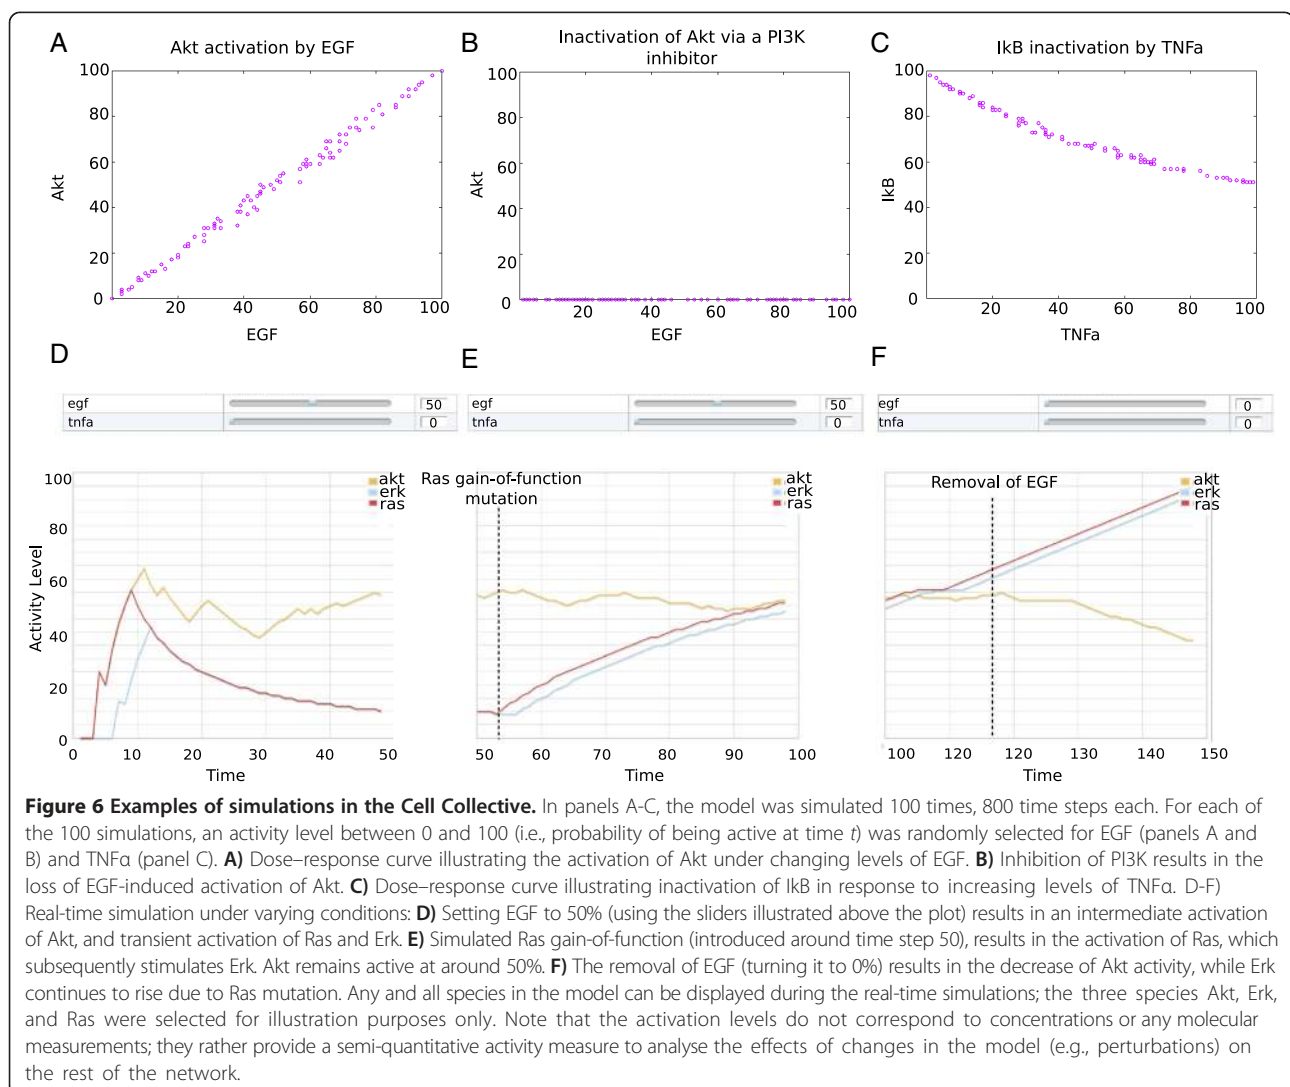 A
Akt activation by EGF
100
80
60
40
20
0
Akt
20
40
60
80
100
EGF
B
Inactivation of Akt via a PI3K
inhibitor
100
80
60
40
20
0
Akt
20
40
60
80
100
EGF
C
IkB inactivation by TNFa
100
80
60
40
20
0
IkB
20
40
60
80
100
TNFa
D
egf
50
tnfa
0
100
80
60
40
20
0
Activity Level
akt
erk
ras
0
10
20
30
40
50
Time
E
egf
50
tnfa
0
Ras gain-of-function
mutation
akt
erk
ras
50
60
70
80
90
100
Time
F
egf
0
tnfa
0
Removal of EGF
akt
erk
ras
100
120
120
130
140
150
Time
Figure 6 Examples of simulations in the Cell Collective. In panels A-C, the model was simulated 100 times, 800 time steps each. For each of
the 100 simulations, an activity level between 0 and 100 (i.e., probability of being active at time t) was randomly selected for EGF (panels A and
B) and TNFα (panel C). A) Dose–response curve illustrating the activation of Akt under changing levels of EGF. B) Inhibition of PI3K results in the
loss of EGF-induced activation of Akt. C) Dose–response curve illustrating inactivation of IkB in response to increasing levels of TNFα. D-F)
Real-time simulation under varying conditions: D) Setting EGF to 50% (using the sliders illustrated above the plot) results in an intermediate activation
of Akt, and transient activation of Ras and Erk. E) Simulated Ras gain-of-function (introduced around time step 50), results in the activation of Ras, which
subsequently stimulates Erk. Akt remains active at around 50%. F) The removal of EGF (turning it to 0%) results in the decrease of Akt activity, while Erk
continues to rise due to Ras mutation. Any and all species in the model can be displayed during the real-time simulations; the three species Akt, Erk,
and Ras were selected for illustration purposes only. Note that the activation levels do not correspond to concentrations or any molecular
measurements; they rather provide a semi-quantitative activity measure to analyse the effects of changes in the model (e.g., perturbations) on
the rest of the network.